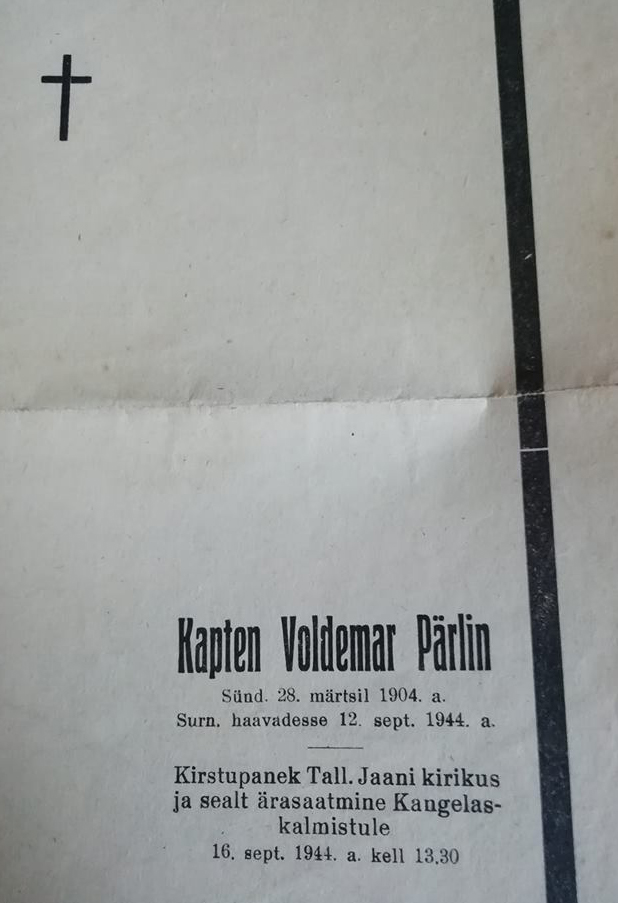 Kapten Voldemar Pärlin
Sünd. 28. märtsil 1904. a.
Surn. haavadesse 12. sept. 1944. a.
Kirstupanek Tall. Jaani kirikus
ja sealt ärasaatmine Kangelas-
kalmistule
16. sept. 1944. a. kell 13.30